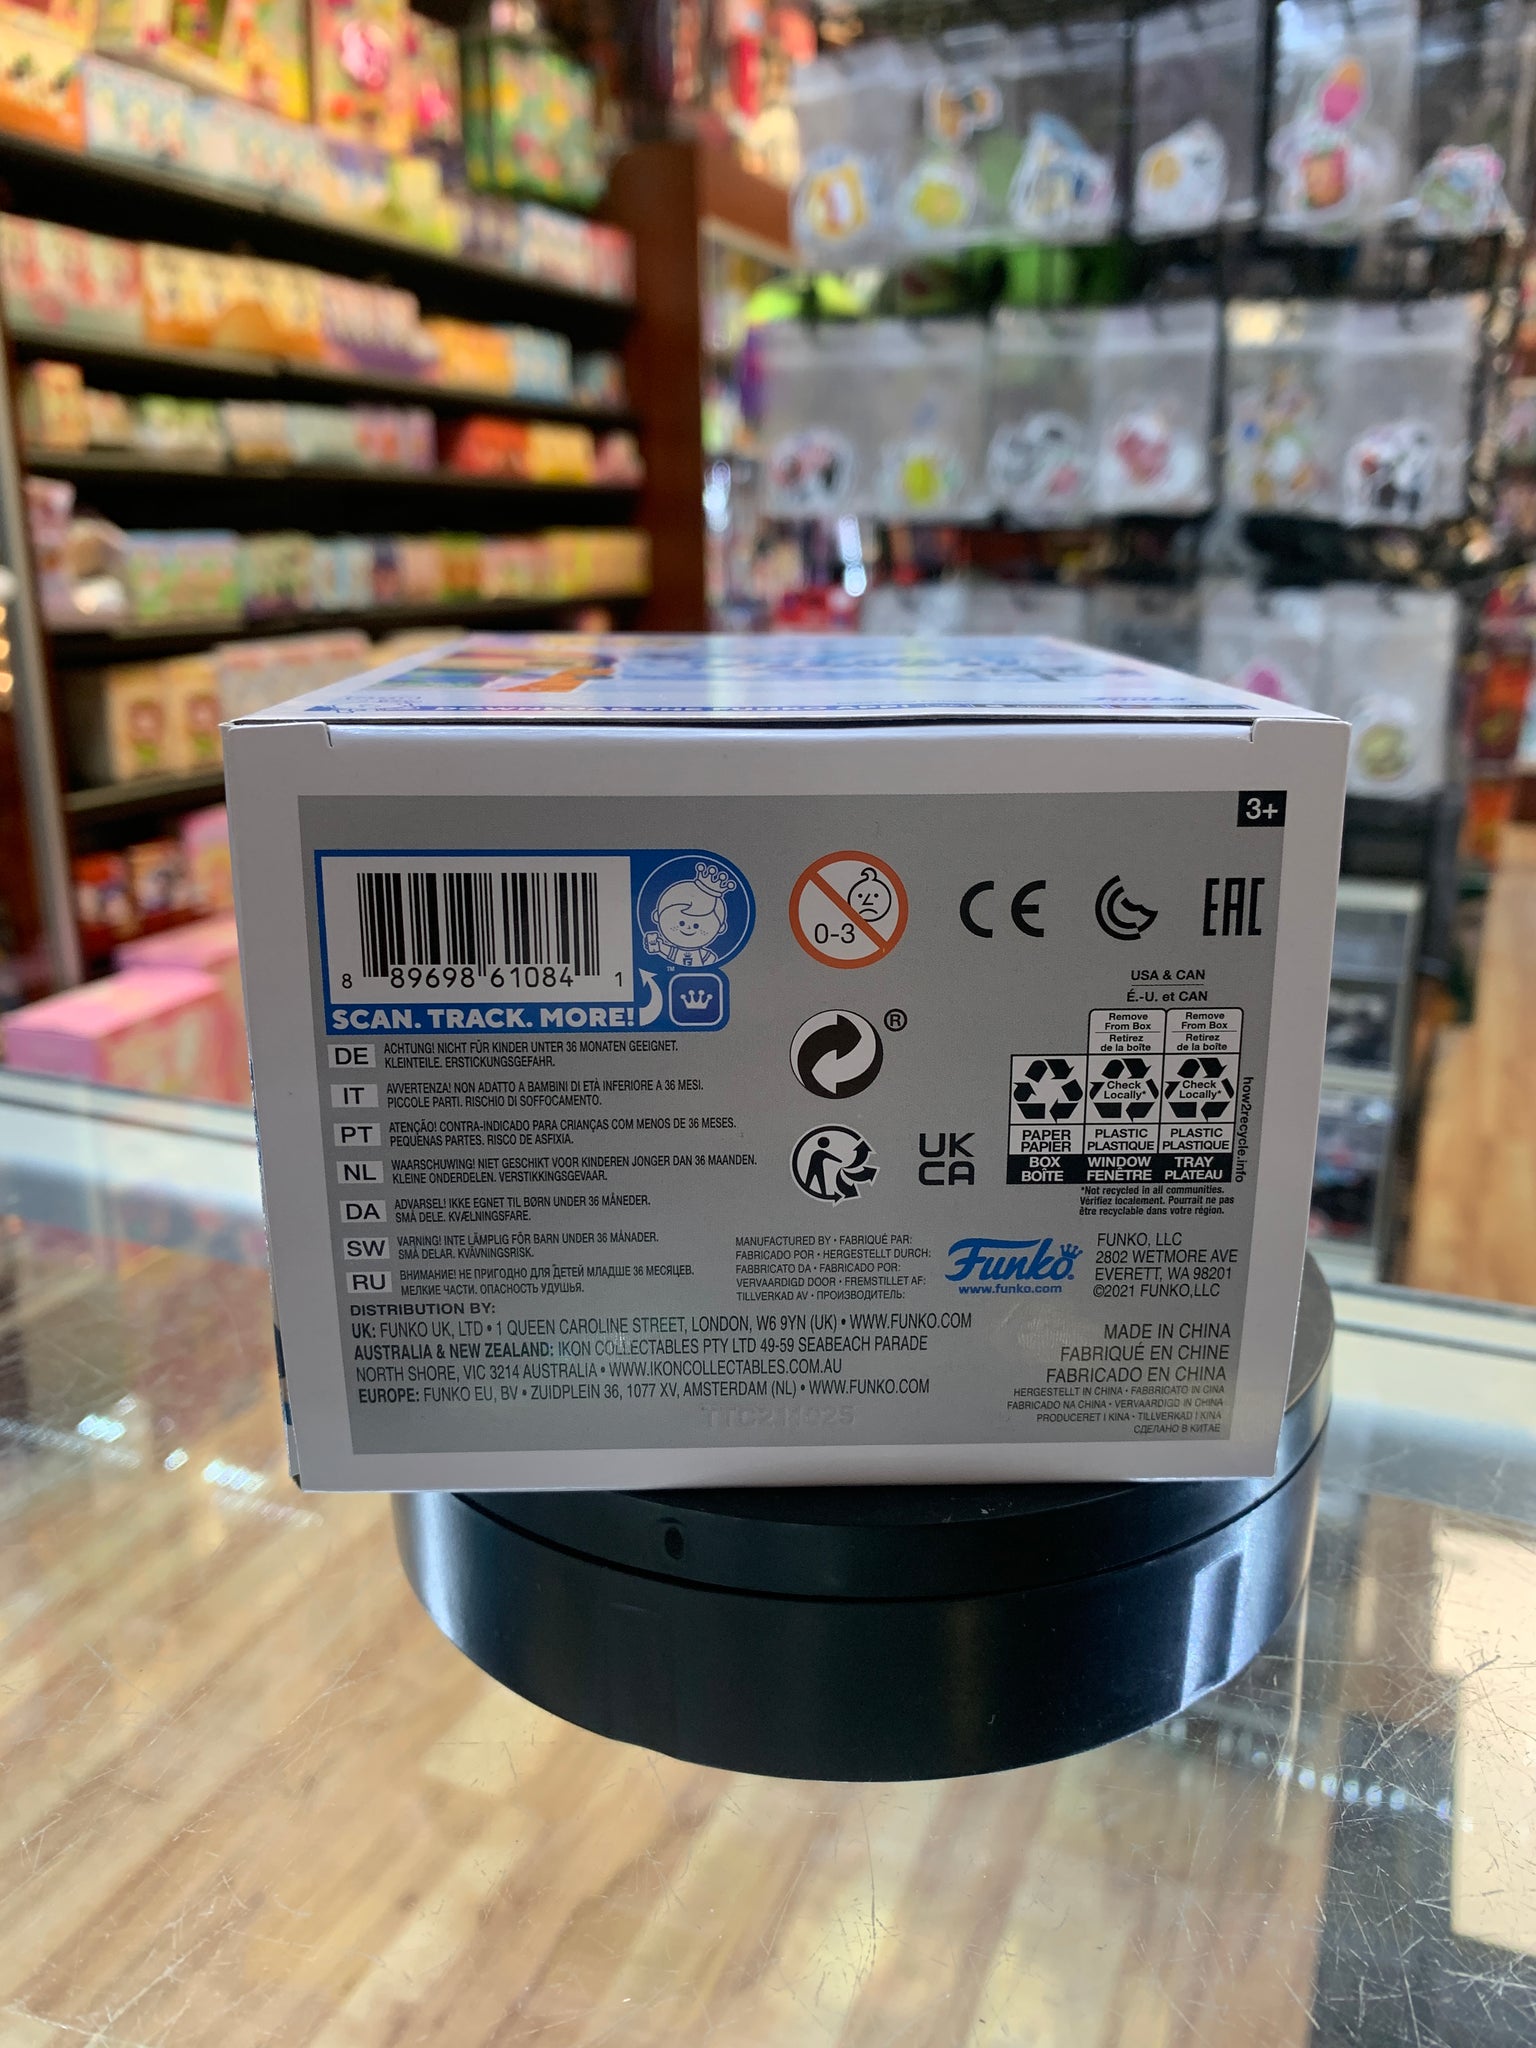 3+
8 89698 61084 1
™
SCAN. TRACK. MORE!
0-3
CE
EAC
®
UK
CA
USA & CAN
É.-U. et CAN
Remove From Box
Retirez de la boîte
Remove From Box
Retirez de la boîte
Check Locally*
Check Locally*
PAPER PAPIER
PLASTIC PLASTIQUE
PLASTIC PLASTIQUE
BOX BOÎTE
WINDOW FENÊTRE
TRAY PLATEAU
how2recycle.info
*Not recycled in all communities.
Vérifiez localement. Pourrait ne pas
être recyclable dans votre région.
DE ACHTUNG! NICHT FÜR KINDER UNTER 36 MONATEN GEEIGNET.
KLEINTEILE. ERSTICKUNGSGEFAHR.
IT AVVERTENZA! NON ADATTO A BAMBINI DI ETÀ INFERIORE A 36 MESI.
PICCOLE PARTI. RISCHIO DI SOFFOCAMENTO.
PT ATENÇÃO! CONTRA-INDICADO PARA CRIANÇAS COM MENOS DE 36 MESES.
PEQUENAS PARTES. RISCO DE ASFIXIA.
NL WAARSCHUWING! NIET GESCHIKT VOOR KINDEREN JONGER DAN 36 MAANDEN.
KLEINE ONDERDELEN. VERSTIKKINGSGEVAAR.
DA ADVARSEL! IKKE EGNET TIL BØRN UNDER 36 MÅNEDER.
SMÅ DELE. KVÆLNINGSFARE.
SW VARNING! INTE LÄMPLIG FÖR BARN UNDER 36 MÅNADER.
SMÅ DELAR. KVÄVNINGSRISK.
RU ВНИМАНИЕ! НЕ ПРИГОДНО ДЛЯ ДЕТЕЙ МЛАДШЕ 36 МЕСЯЦЕВ.
МЕЛКИЕ ЧАСТИ. ОПАСНОСТЬ УДУШЬЯ.
MANUFACTURED BY • FABRIQUÉ PAR:
FABRICADO POR • HERGESTELLT DURCH:
FABBRICATO DA • FABRICADO POR:
VERVAARDIGD DOOR • FREMSTILLET AF:
TILLVERKAD AV • ПРОИЗВОДИТЕЛЬ:
Funko
www.funko.com
FUNKO, LLC
2802 WETMORE AVE
EVERETT, WA 98201
©2021 FUNKO,LLC
DISTRIBUTION BY:
UK: FUNKO UK, LTD • 1 QUEEN CAROLINE STREET, LONDON, W6 9YN (UK) • WWW.FUNKO.COM
AUSTRALIA & NEW ZEALAND: IKON COLLECTABLES PTY LTD 49-59 SEABEACH PARADE
NORTH SHORE, VIC 3214 AUSTRALIA • WWW.IKONCOLLECTABLES.COM.AU
EUROPE: FUNKO EU, BV • ZUIDPLEIN 36, 1077 XV, AMSTERDAM (NL) • WWW.FUNKO.COM
MADE IN CHINA
FABRIQUÉ EN CHINE
FABRICADO EN CHINA
HERGESTELLT IN CHINA • FABBRICATO IN CINA
FABRICADO NA CHINA • VERVAARDIGD IN CHINA
PRODUCERET I KINA • TILLVERKAD I KINA
СДЕЛАНО В КИТАЕ